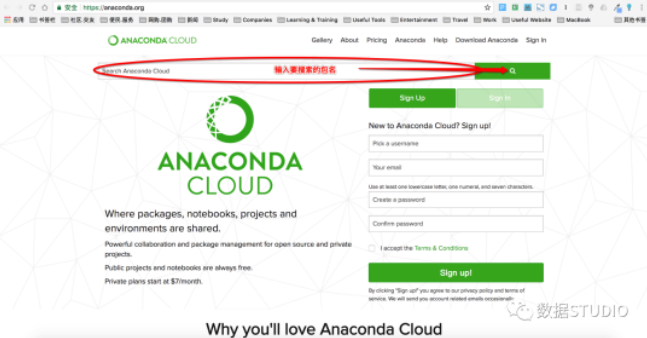 安全 https://anaconda.org
应用 书签栏 社区·交友 便民·服务 网购·团购 Study Companies Learning & Training Useful Tools Entertainment Travel Work Useful Website MacBook 其他书签
ANACONDA CLOUD Gallery About Pricing Anaconda Help Download Anaconda Sign In
Search Anaconda Cloud 输入要搜索的包名
Sign Up Sign In
ANACONDA
CLOUD
Where packages, notebooks, projects and
environments are shared.
Powerful collaboration and package management for open source and private
projects.
Public projects and notebooks are always free.
Private plans start at $7/month.
New to Anaconda Cloud? Sign up!
Pick a username
Your email
Use at least one lowercase letter, one numeral, and seven characters.
Create a password
Confirm password
I accept the Terms & Conditions
Sign up!
By clicking "Sign up!" you agree to our privacy policy and terms of
service. We will send you account related emails occasionally
数据STUDIO
Why you'll love Anaconda Cloud